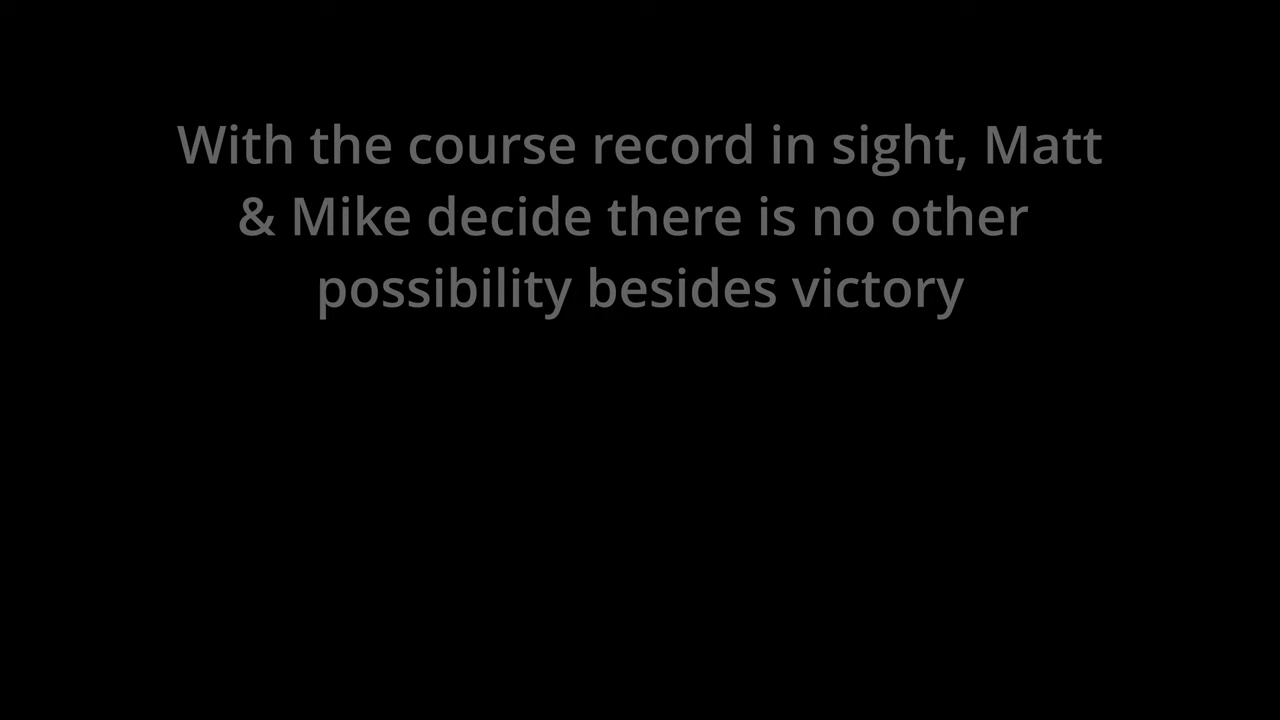 With the course record in sight, Matt
& Mike decide there is no other
possibility besides victory